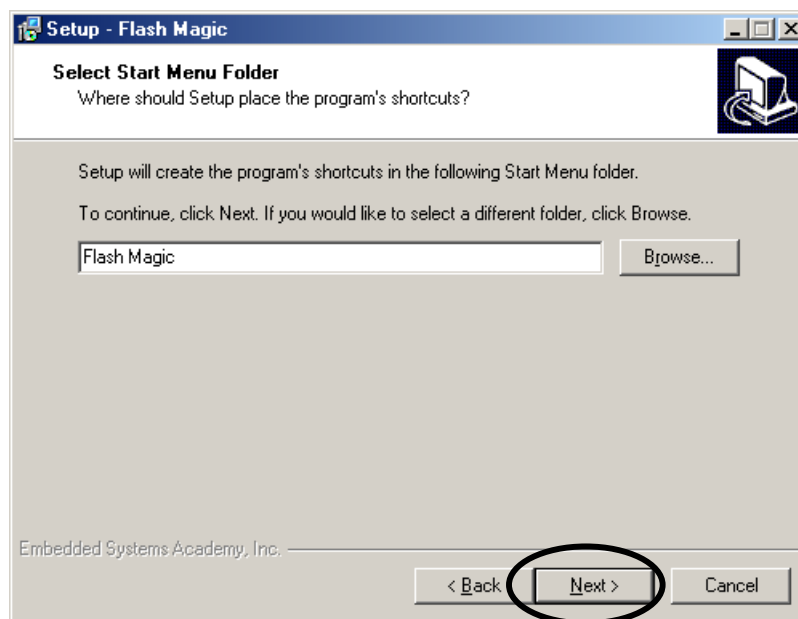 Setup - Flash Magic
Select Start Menu Folder
Where should Setup place the program's shortcuts?
Setup will create the program's shortcuts in the following Start Menu folder.
To continue, click Next. If you would like to select a different folder, click Browse.
Flash Magic
Browse...
Embedded Systems Academy, Inc.
< Back
Next >
Cancel